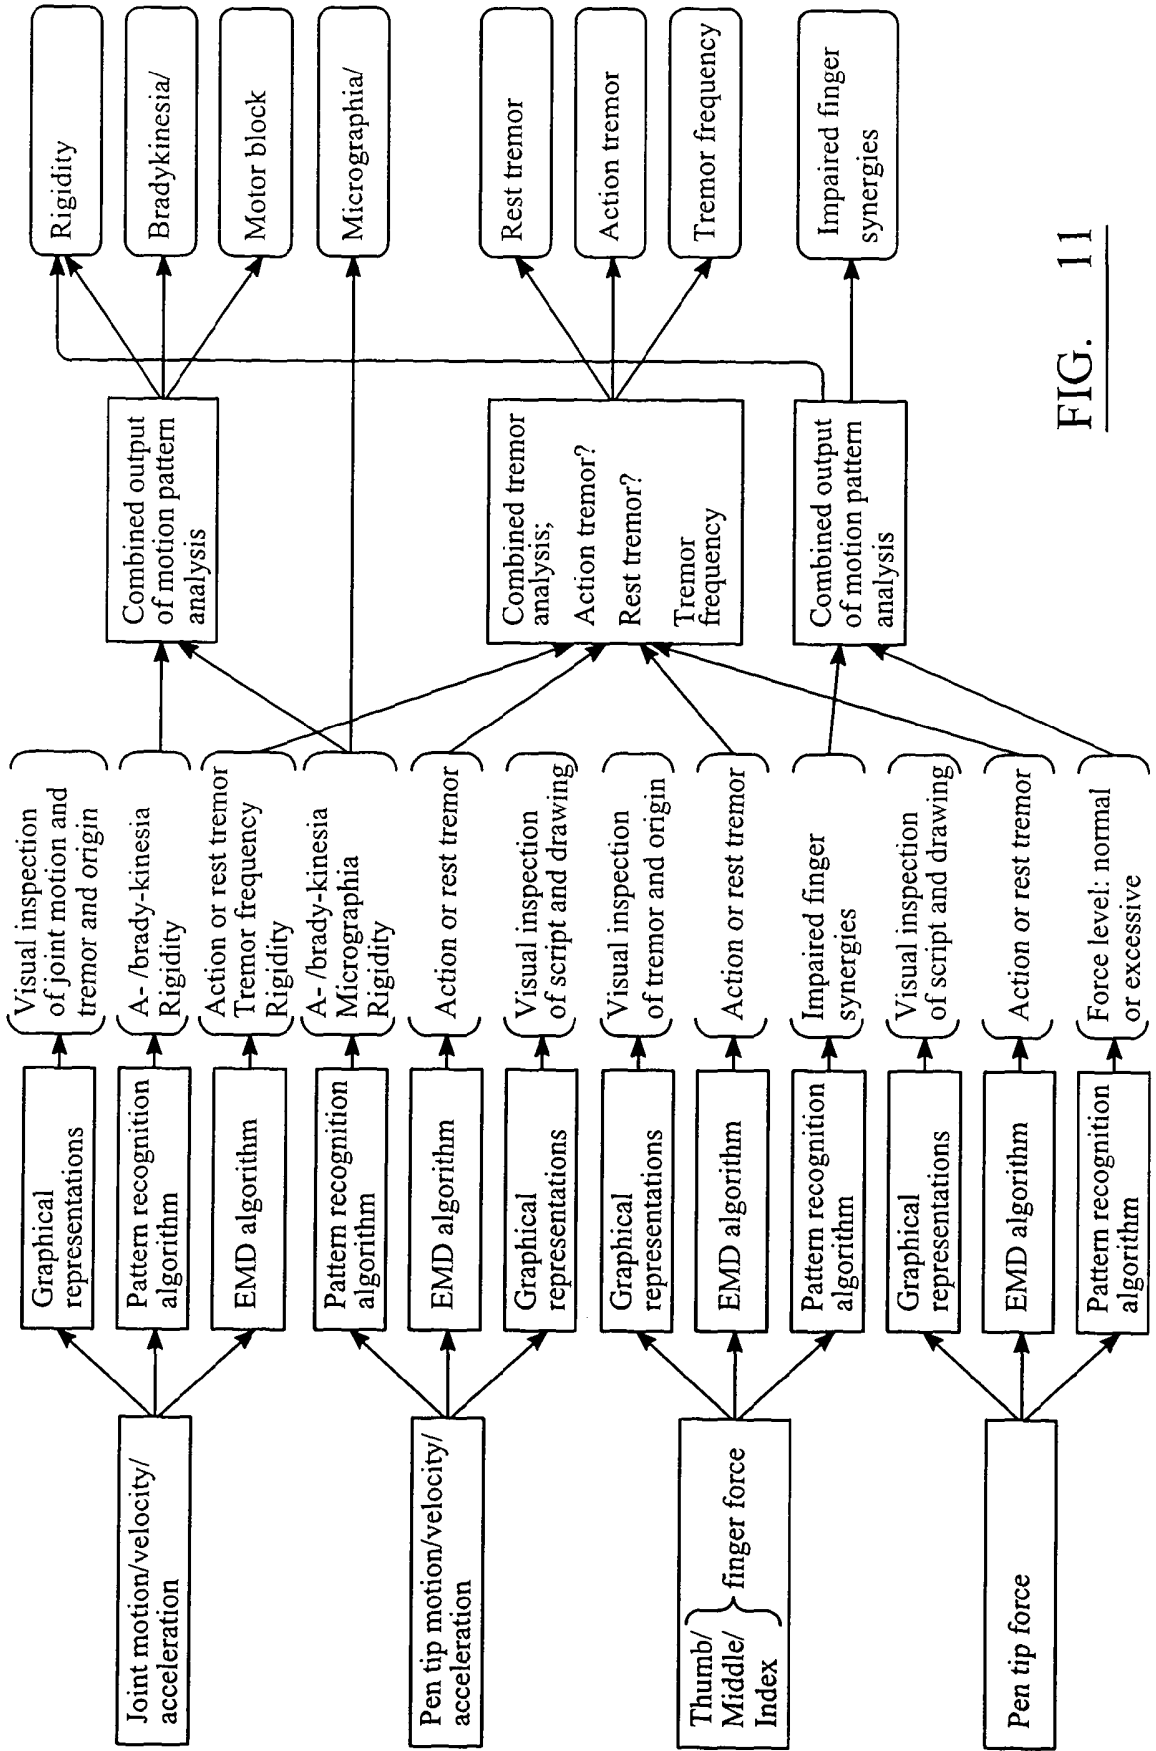 Joint motion/velocity/
acceleration
Pen tip motion/velocity/
acceleration
Thumb/
Middle/
Index
finger force
Pen tip force
Graphical
representations
Pattern recognition
algorithm
EMD algorithm
Pattern recognition
algorithm
EMD algorithm
Graphical
representations
Graphical
representations
EMD algorithm
Pattern recognition
algorithm
Graphical
representations
EMD algorithm
Pattern recognition
algorithm
Visual inspection
of joint motion and
tremor and origin
A- /brady-kinesia
Rigidity
Action or rest tremor
Tremor frequency
Rigidity
A- /brady-kinesia
Micrographia
Rigidity
Action or rest tremor
Visual inspection
of script and drawing
Visual inspection
of tremor and origin
Action or rest tremor
Impaired finger
synergies
Visual inspection
of script and drawing
Action or rest tremor
Force level: normal
or excessive
Combined output
of motion pattern
analysis
Combined tremor
analysis;
Action tremor?
Rest tremor?
Tremor
frequency
Combined output
of motion pattern
analysis
Rigidity
Bradykinesia/
Motor block
Micrographia/
Rest tremor
Action tremor
Tremor frequency
Impaired finger
synergies
FIG. 11